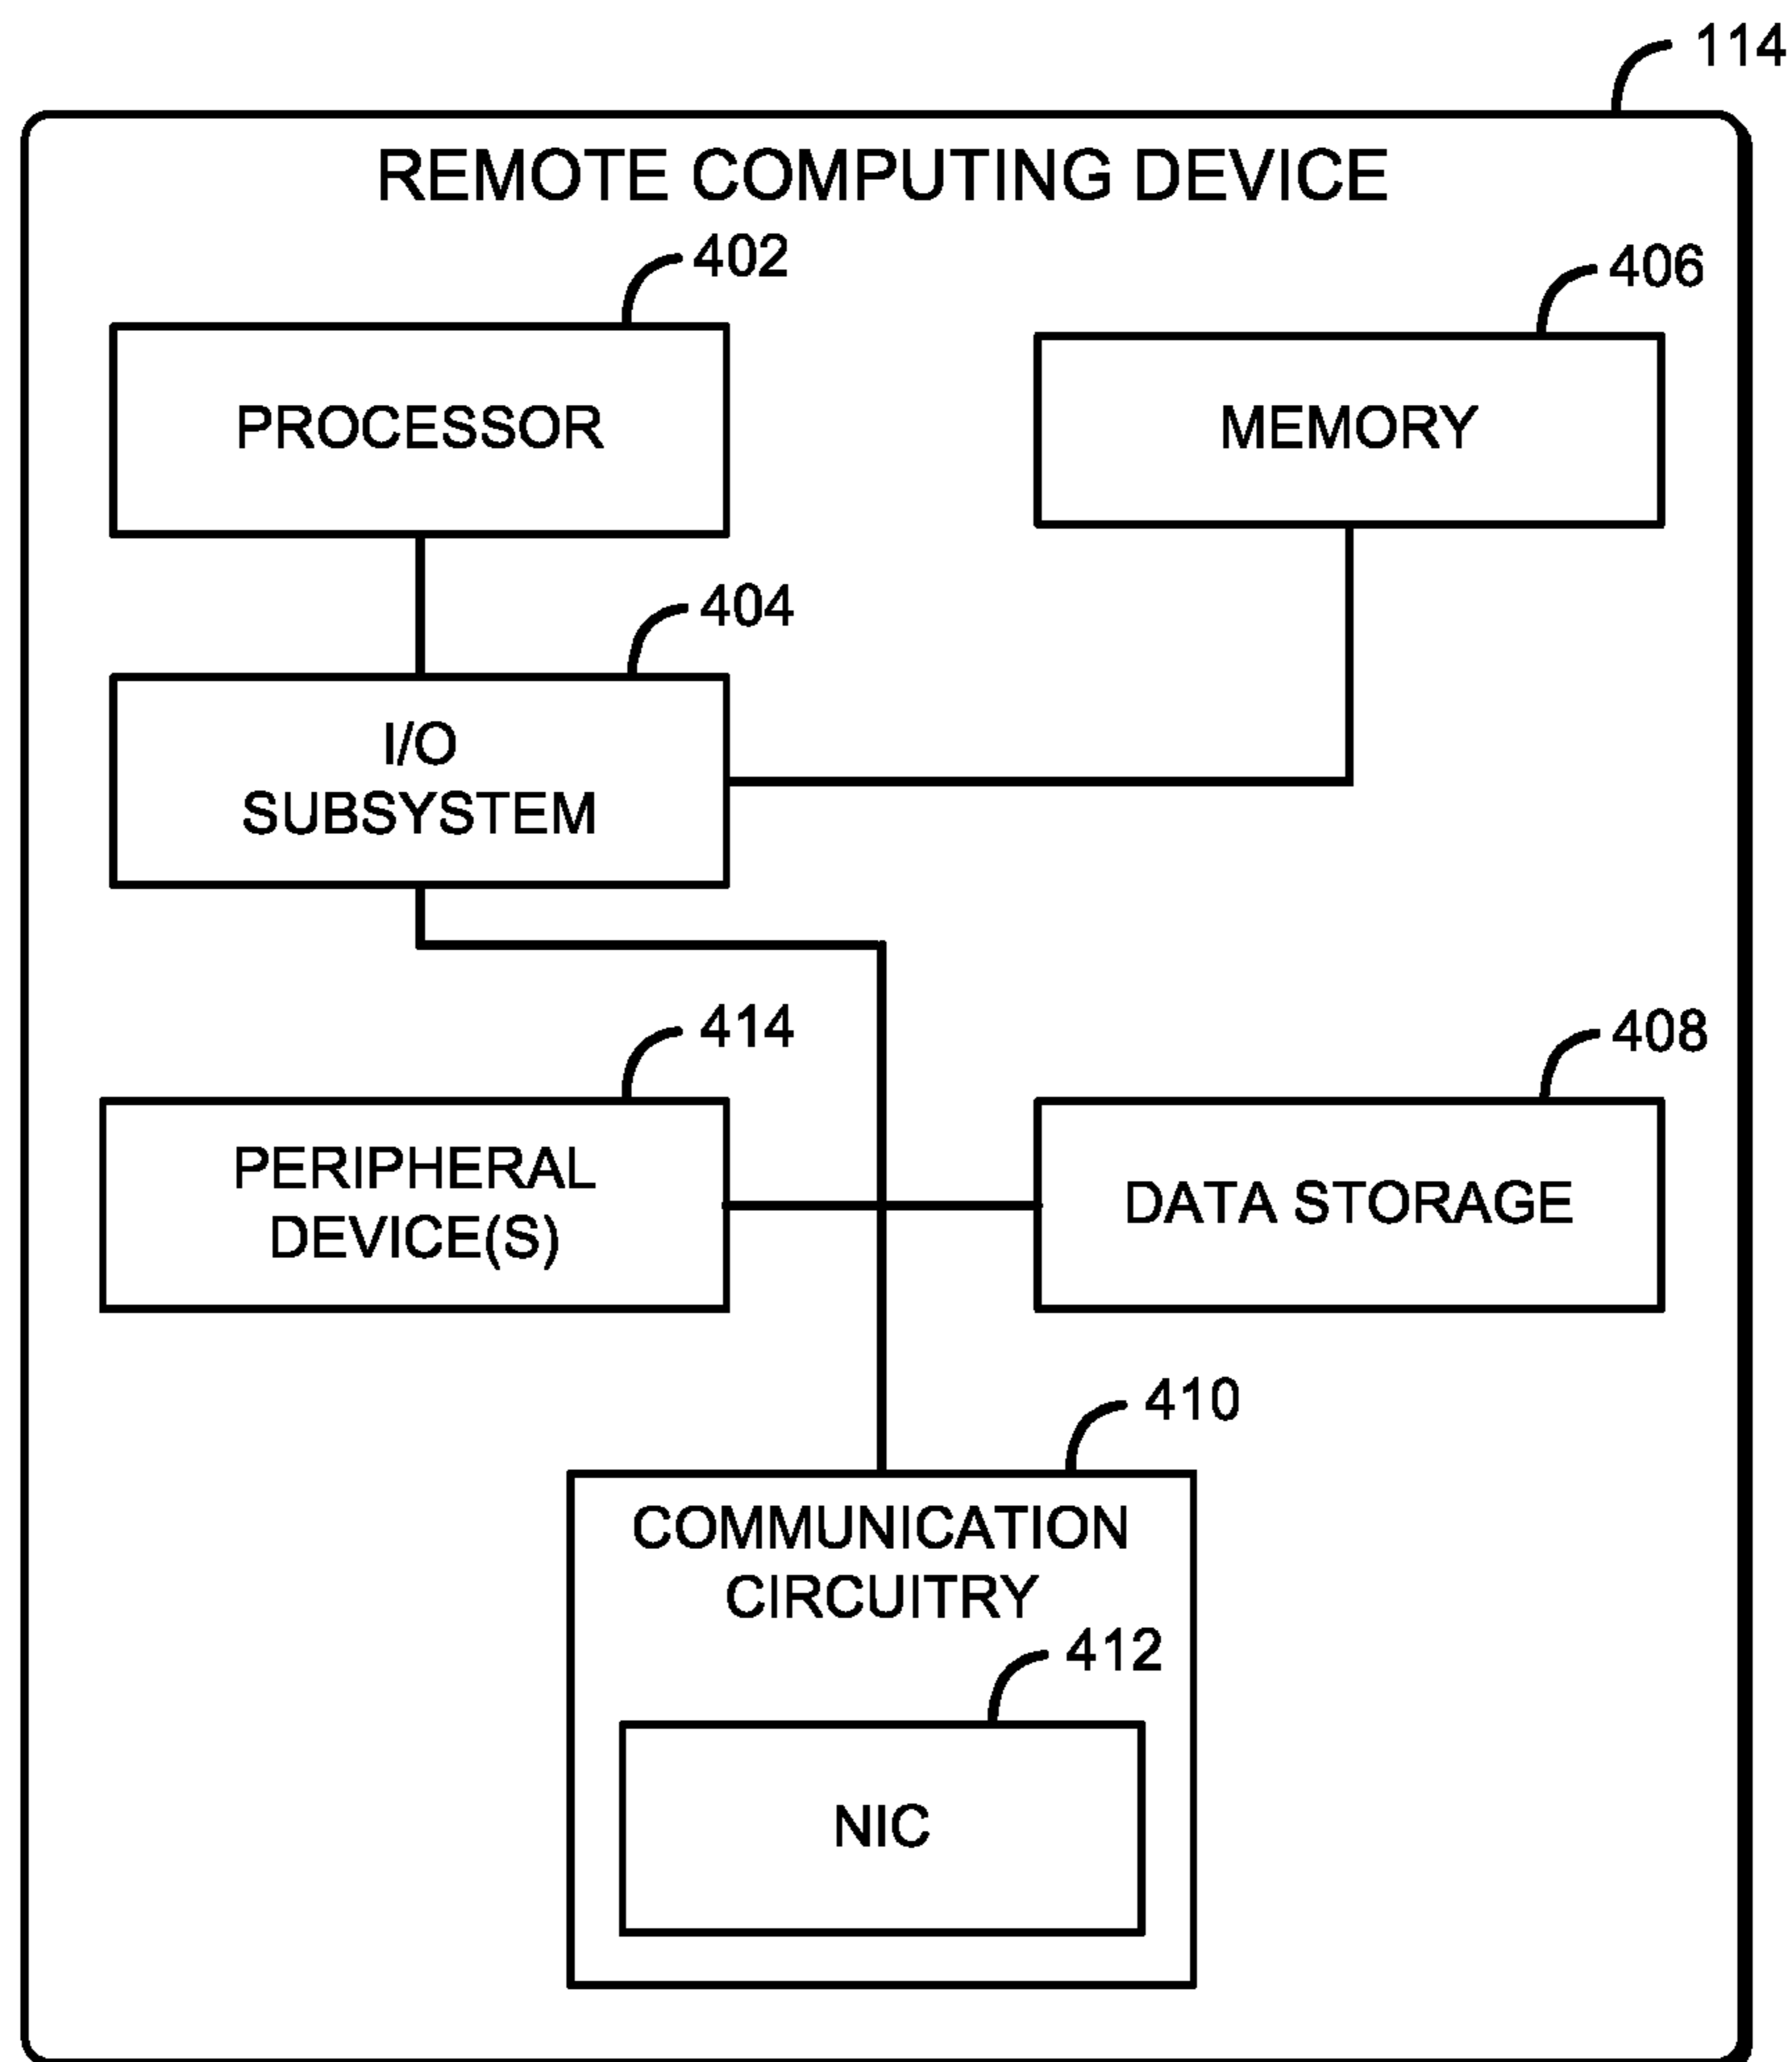 114
REMOTE COMPUTING DEVICE
402
406
PROCESSOR
MEMORY
404
I/O
SUBSYSTEM
414
408
PERIPHERAL
DEVICE(S)
DATA STORAGE
410
COMMUNICATION
CIRCUITRY
412
NIC